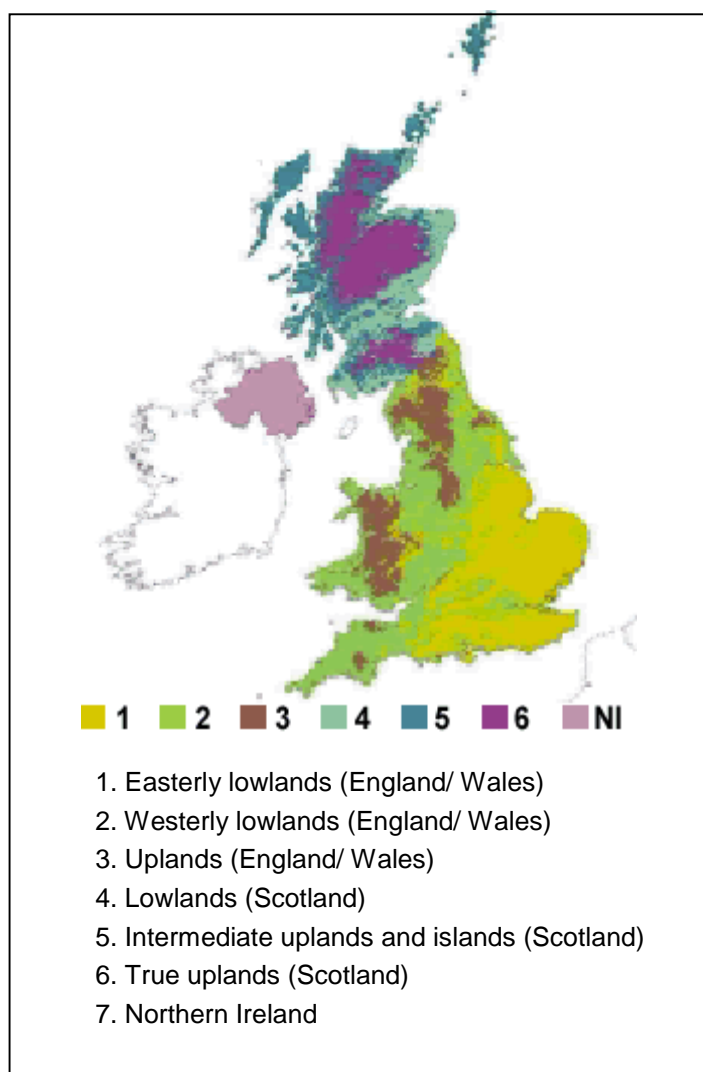 1 2 3 4 5 6 NI
1. Easterly lowlands (England/ Wales)
2. Westerly lowlands (England/ Wales)
3. Uplands (England/ Wales)
4. Lowlands (Scotland)
5. Intermediate uplands and islands (Scotland)
6. True uplands (Scotland)
7. Northern Ireland